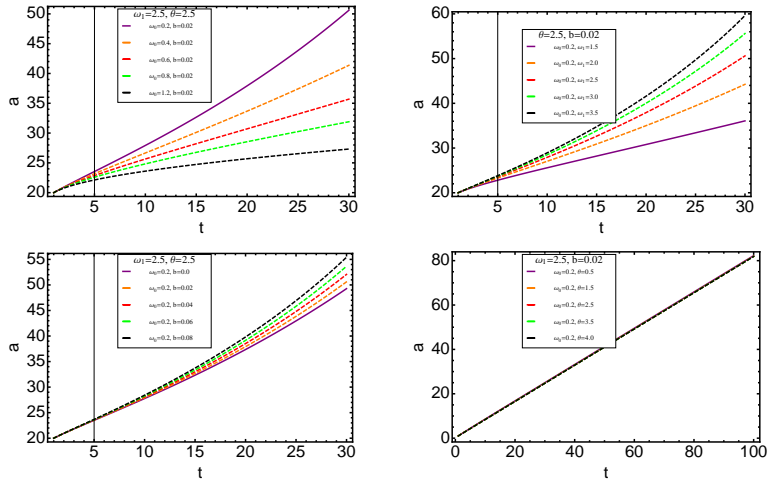 ω₁=2.5, θ=2.5
ω₀=0.2, b=0.02
ω₀=0.4, b=0.02
ω₀=0.6, b=0.02
ω₀=0.8, b=0.02
ω₀=1.2, b=0.02
50
45
40
35
30
25
20
a
5
10
15
20
25
30
t
θ=2.5, b=0.02
ω₀=0.2, ω₁=1.5
ω₀=0.2, ω₁=2.0
ω₀=0.2, ω₁=2.5
ω₀=0.2, ω₁=3.0
ω₀=0.2, ω₁=3.5
60
50
40
30
20
a
5
10
15
20
25
30
t
ω₁=2.5, θ=2.5
ω₀=0.2, b=0.0
ω₀=0.2, b=0.02
ω₀=0.2, b=0.04
ω₀=0.2, b=0.06
ω₀=0.2, b=0.08
55
50
45
40
35
30
25
20
a
5
10
15
20
25
30
t
ω₁=2.5, b=0.02
ω₀=0.2, θ=0.5
ω₀=0.2, θ=1.5
ω₀=0.2, θ=2.5
ω₀=0.2, θ=3.5
ω₀=0.2, θ=4.0
80
60
40
20
0
a
0
20
40
60
80
100
t